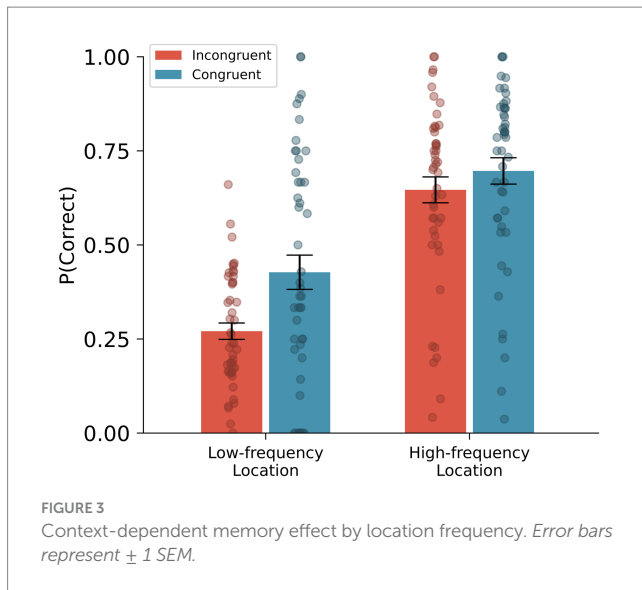 1.00
0.75
0.50
0.25
0.00
P(Correct)
Incongruent
Congruent
Low-frequency
Location
High-frequency
Location
FIGURE 3
Context-dependent memory effect by location frequency. Error bars
represent ± 1 SEM.